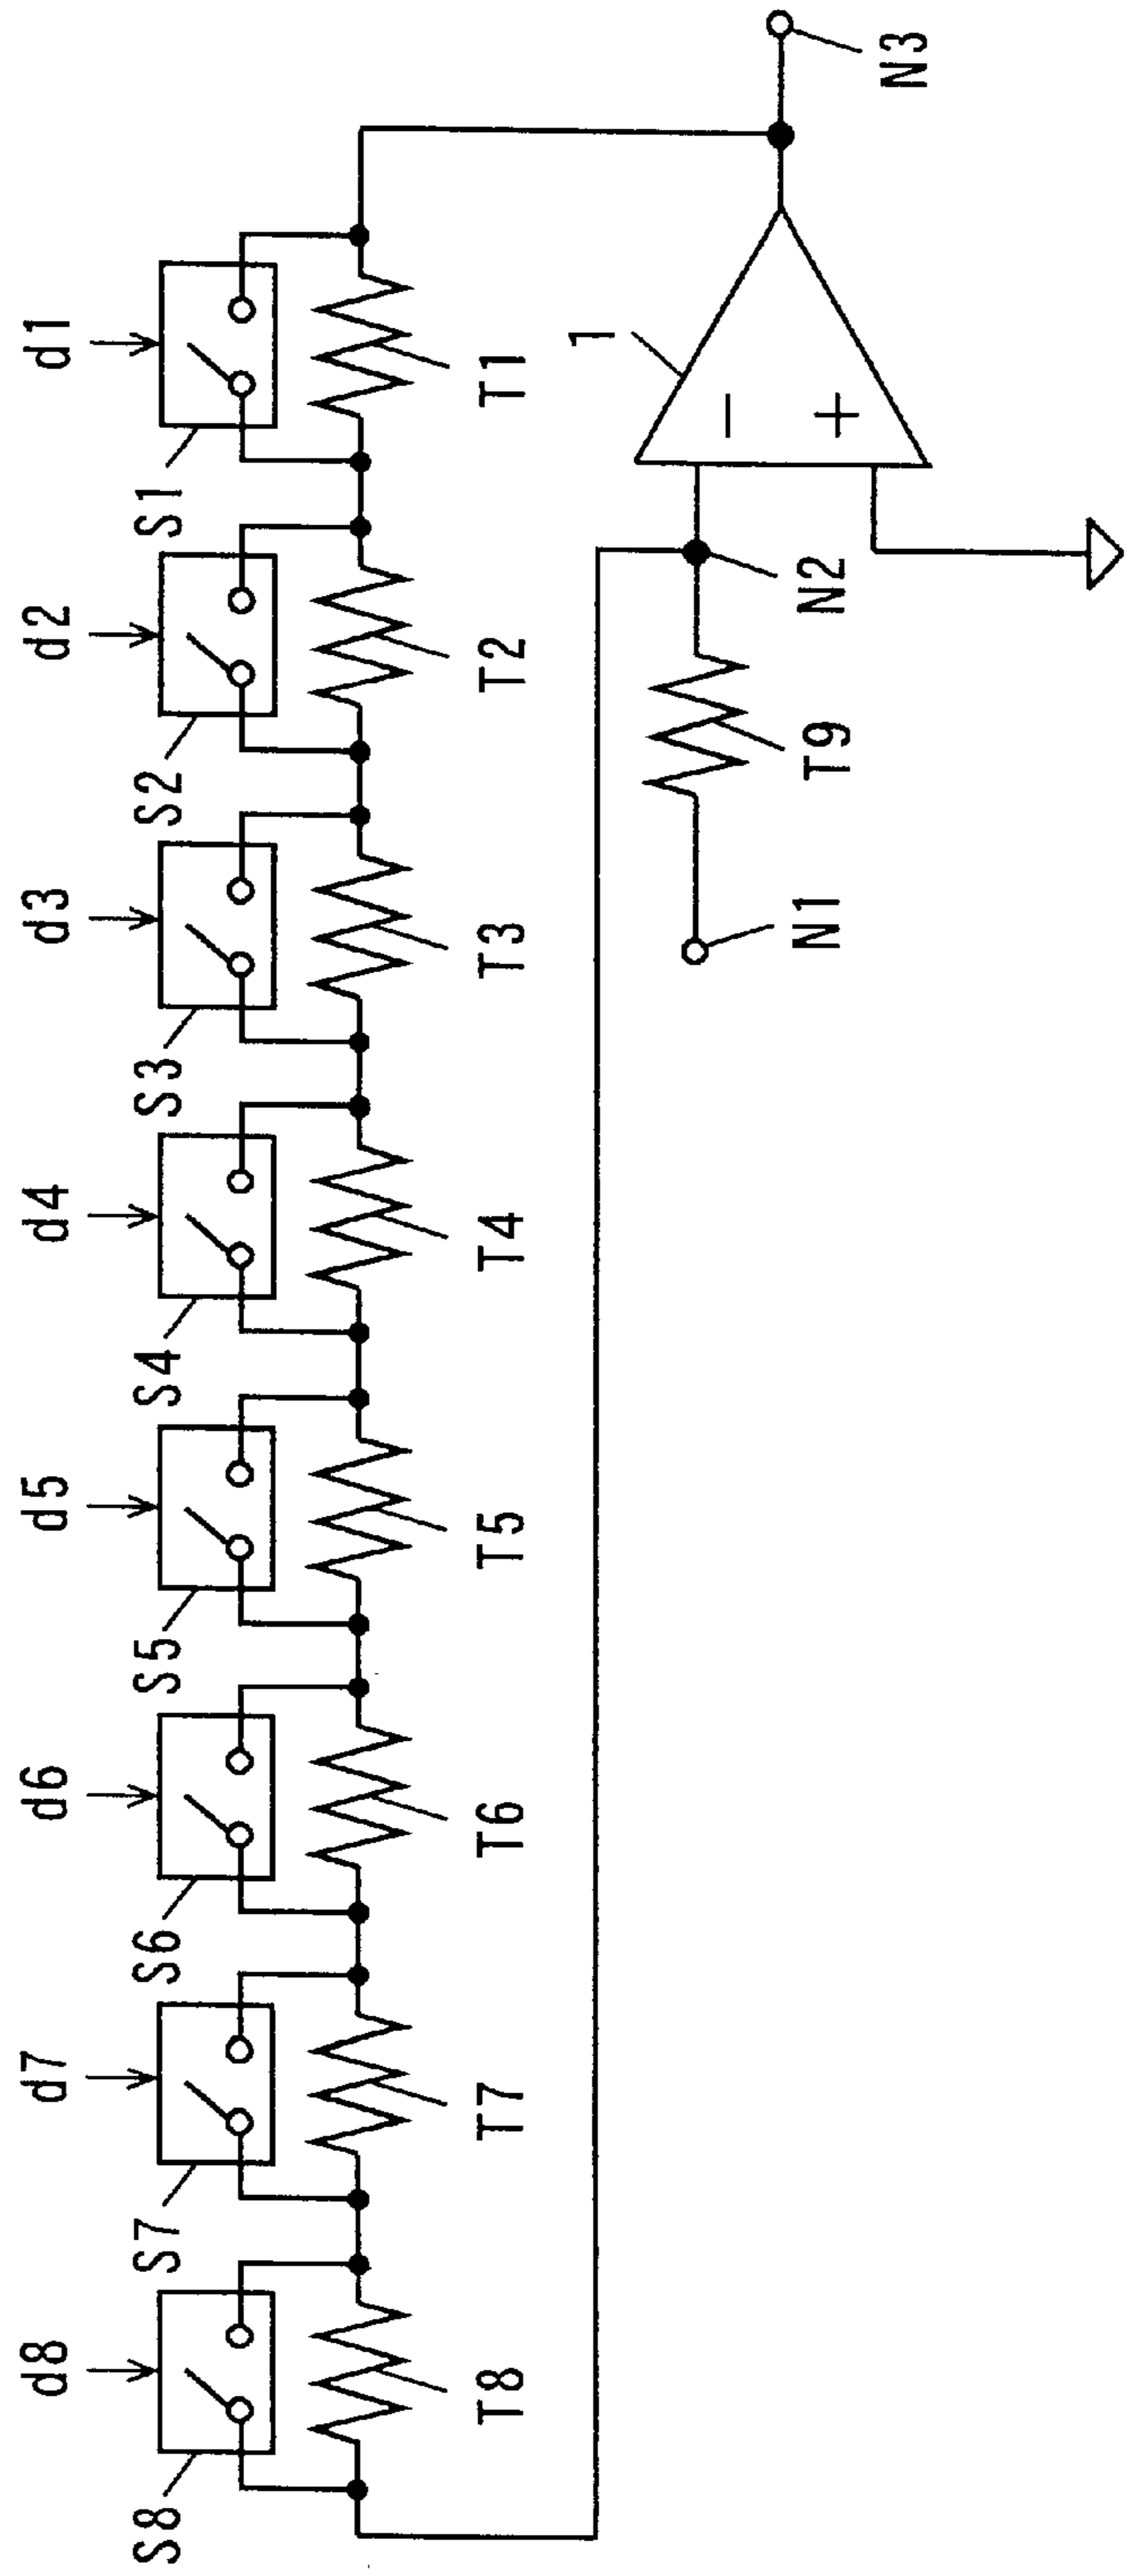 d8 d7 d6 d5 d4 d3 d2 d1
S8 S7 S6 S5 S4 S3 S2 S1
T8 T7 T6 T5 T4 T3 T2 T1
1
−
+
N1 T9 N2 N3